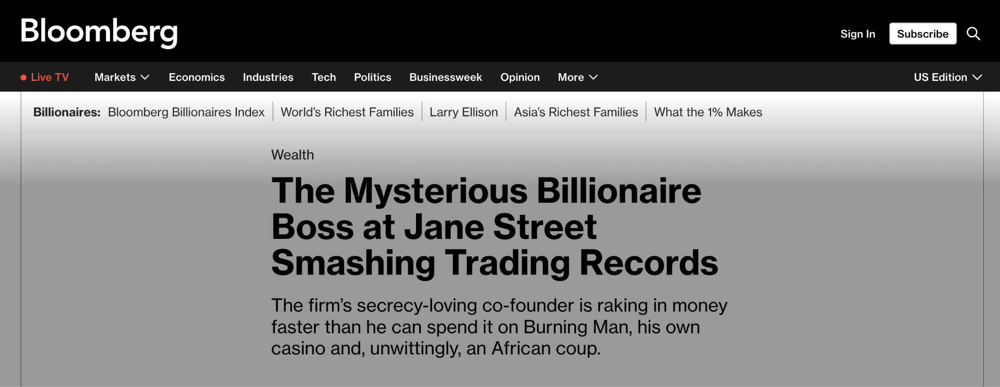 Bloomberg
Sign In
Subscribe
Live TV
Markets
Economics
Industries
Tech
Politics
Businessweek
Opinion
More
US Edition
Billionaires:
Bloomberg Billionaires Index
World’s Richest Families
Larry Ellison
Asia’s Richest Families
What the 1% Makes
Wealth
The Mysterious Billionaire
Boss at Jane Street
Smashing Trading Records
The firm’s secrecy-loving co-founder is raking in money
faster than he can spend it on Burning Man, his own
casino and, unwittingly, an African coup.